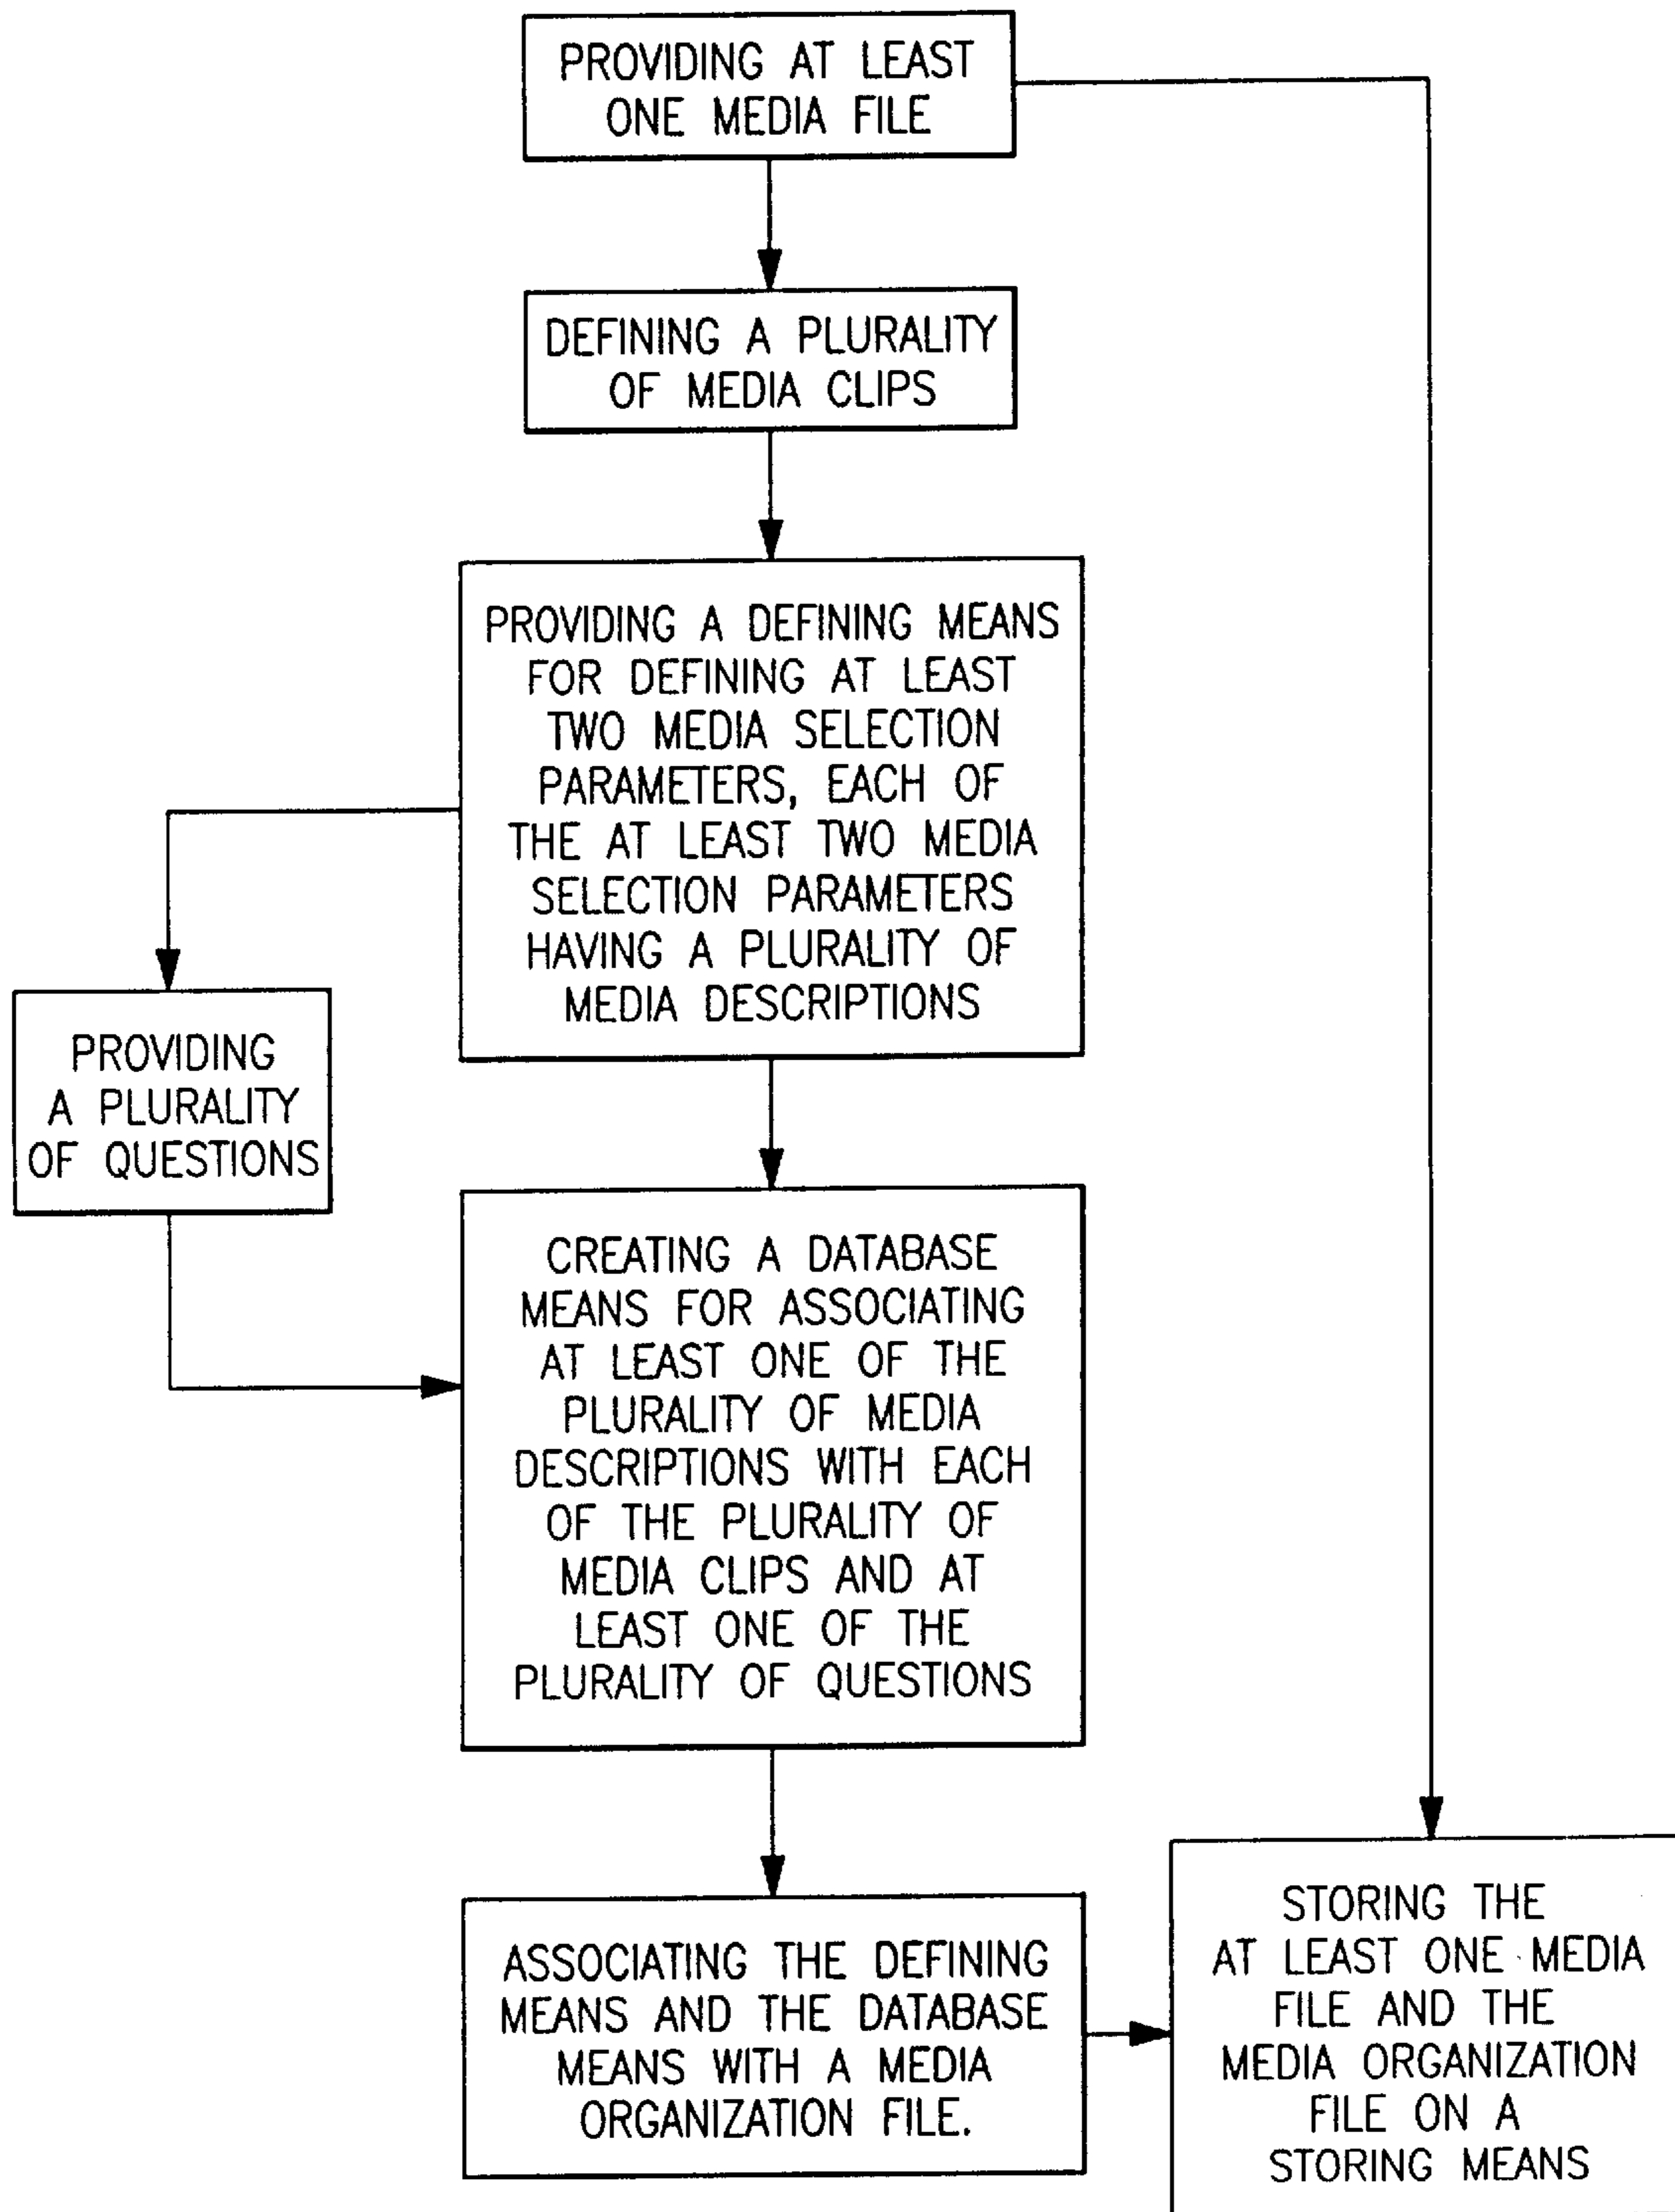 PROVIDING AT LEAST
ONE MEDIA FILE
DEFINING A PLURALITY
OF MEDIA CLIPS
PROVIDING A DEFINING MEANS
FOR DEFINING AT LEAST
TWO MEDIA SELECTION
PARAMETERS, EACH OF
THE AT LEAST TWO MEDIA
SELECTION PARAMETERS
HAVING A PLURALITY OF
MEDIA DESCRIPTIONS
PROVIDING
A PLURALITY
OF QUESTIONS
CREATING A DATABASE
MEANS FOR ASSOCIATING
AT LEAST ONE OF THE
PLURALITY OF MEDIA
DESCRIPTIONS WITH EACH
OF THE PLURALITY OF
MEDIA CLIPS AND AT
LEAST ONE OF THE
PLURALITY OF QUESTIONS
ASSOCIATING THE DEFINING
MEANS AND THE DATABASE
MEANS WITH A MEDIA
ORGANIZATION FILE.
STORING THE
AT LEAST ONE MEDIA
FILE AND THE
MEDIA ORGANIZATION
FILE ON A
STORING MEANS